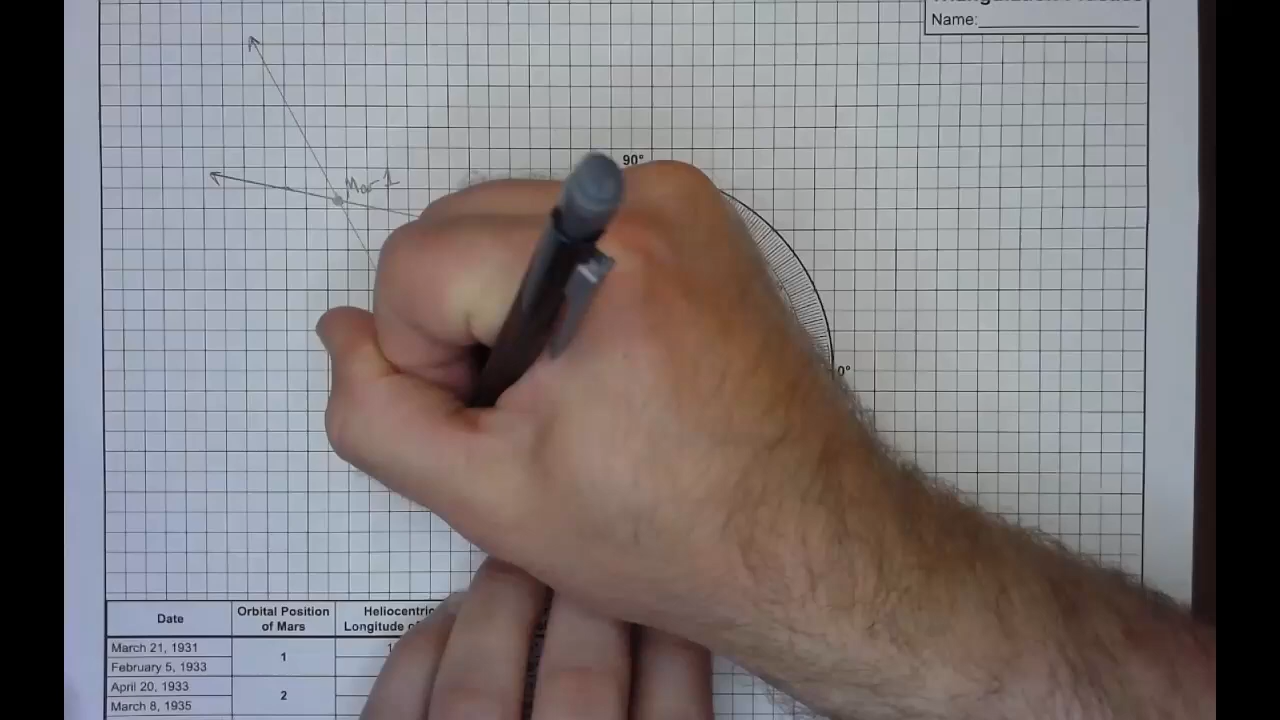 Name:
90°
Mar 1
0°
Date
Orbital Position of Mars
Heliocentric Longitude
March 21, 1931
1
February 5, 1933
April 20, 1933
2
March 8, 1935